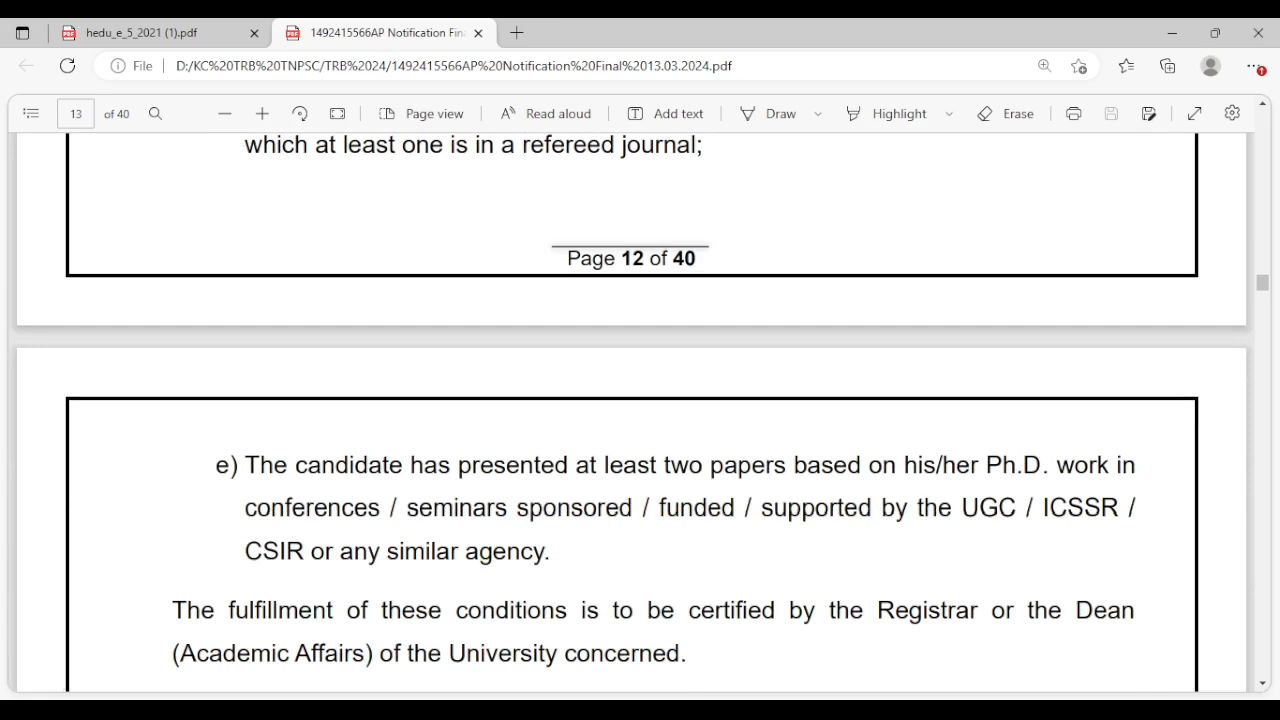 hedu_e_5_2021 (1).pdf
1492415566AP Notification Fin
File
D:/KC%20TRB%20TNPSC/TRB%202024/1492415566AP%20Notification%20Final%2013.03.2024.pdf
13 of 40
Page view
Read aloud
Add text
Draw
Highlight
Erase
which at least one is in a refereed journal;
Page 12 of 40
e) The candidate has presented at least two papers based on his/her Ph.D. work in
conferences / seminars sponsored / funded / supported by the UGC / ICSSR /
CSIR or any similar agency.
The fulfillment of these conditions is to be certified by the Registrar or the Dean
(Academic Affairs) of the University concerned.